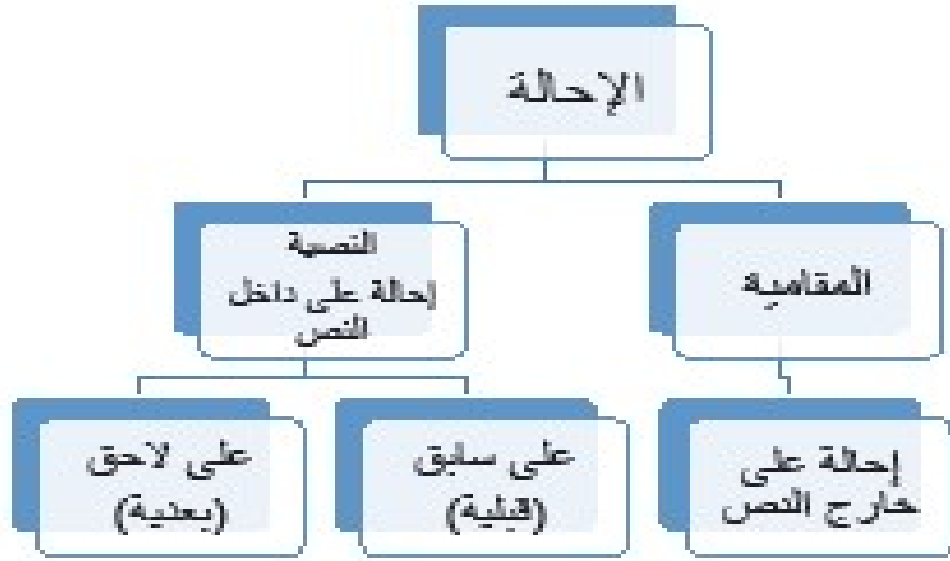 الإحالة
المقامية
النصية
إحالة على داخل
النص
إحالة على
خارج النص
على سابق
(قبلية)
على لاحق
(بعدية)